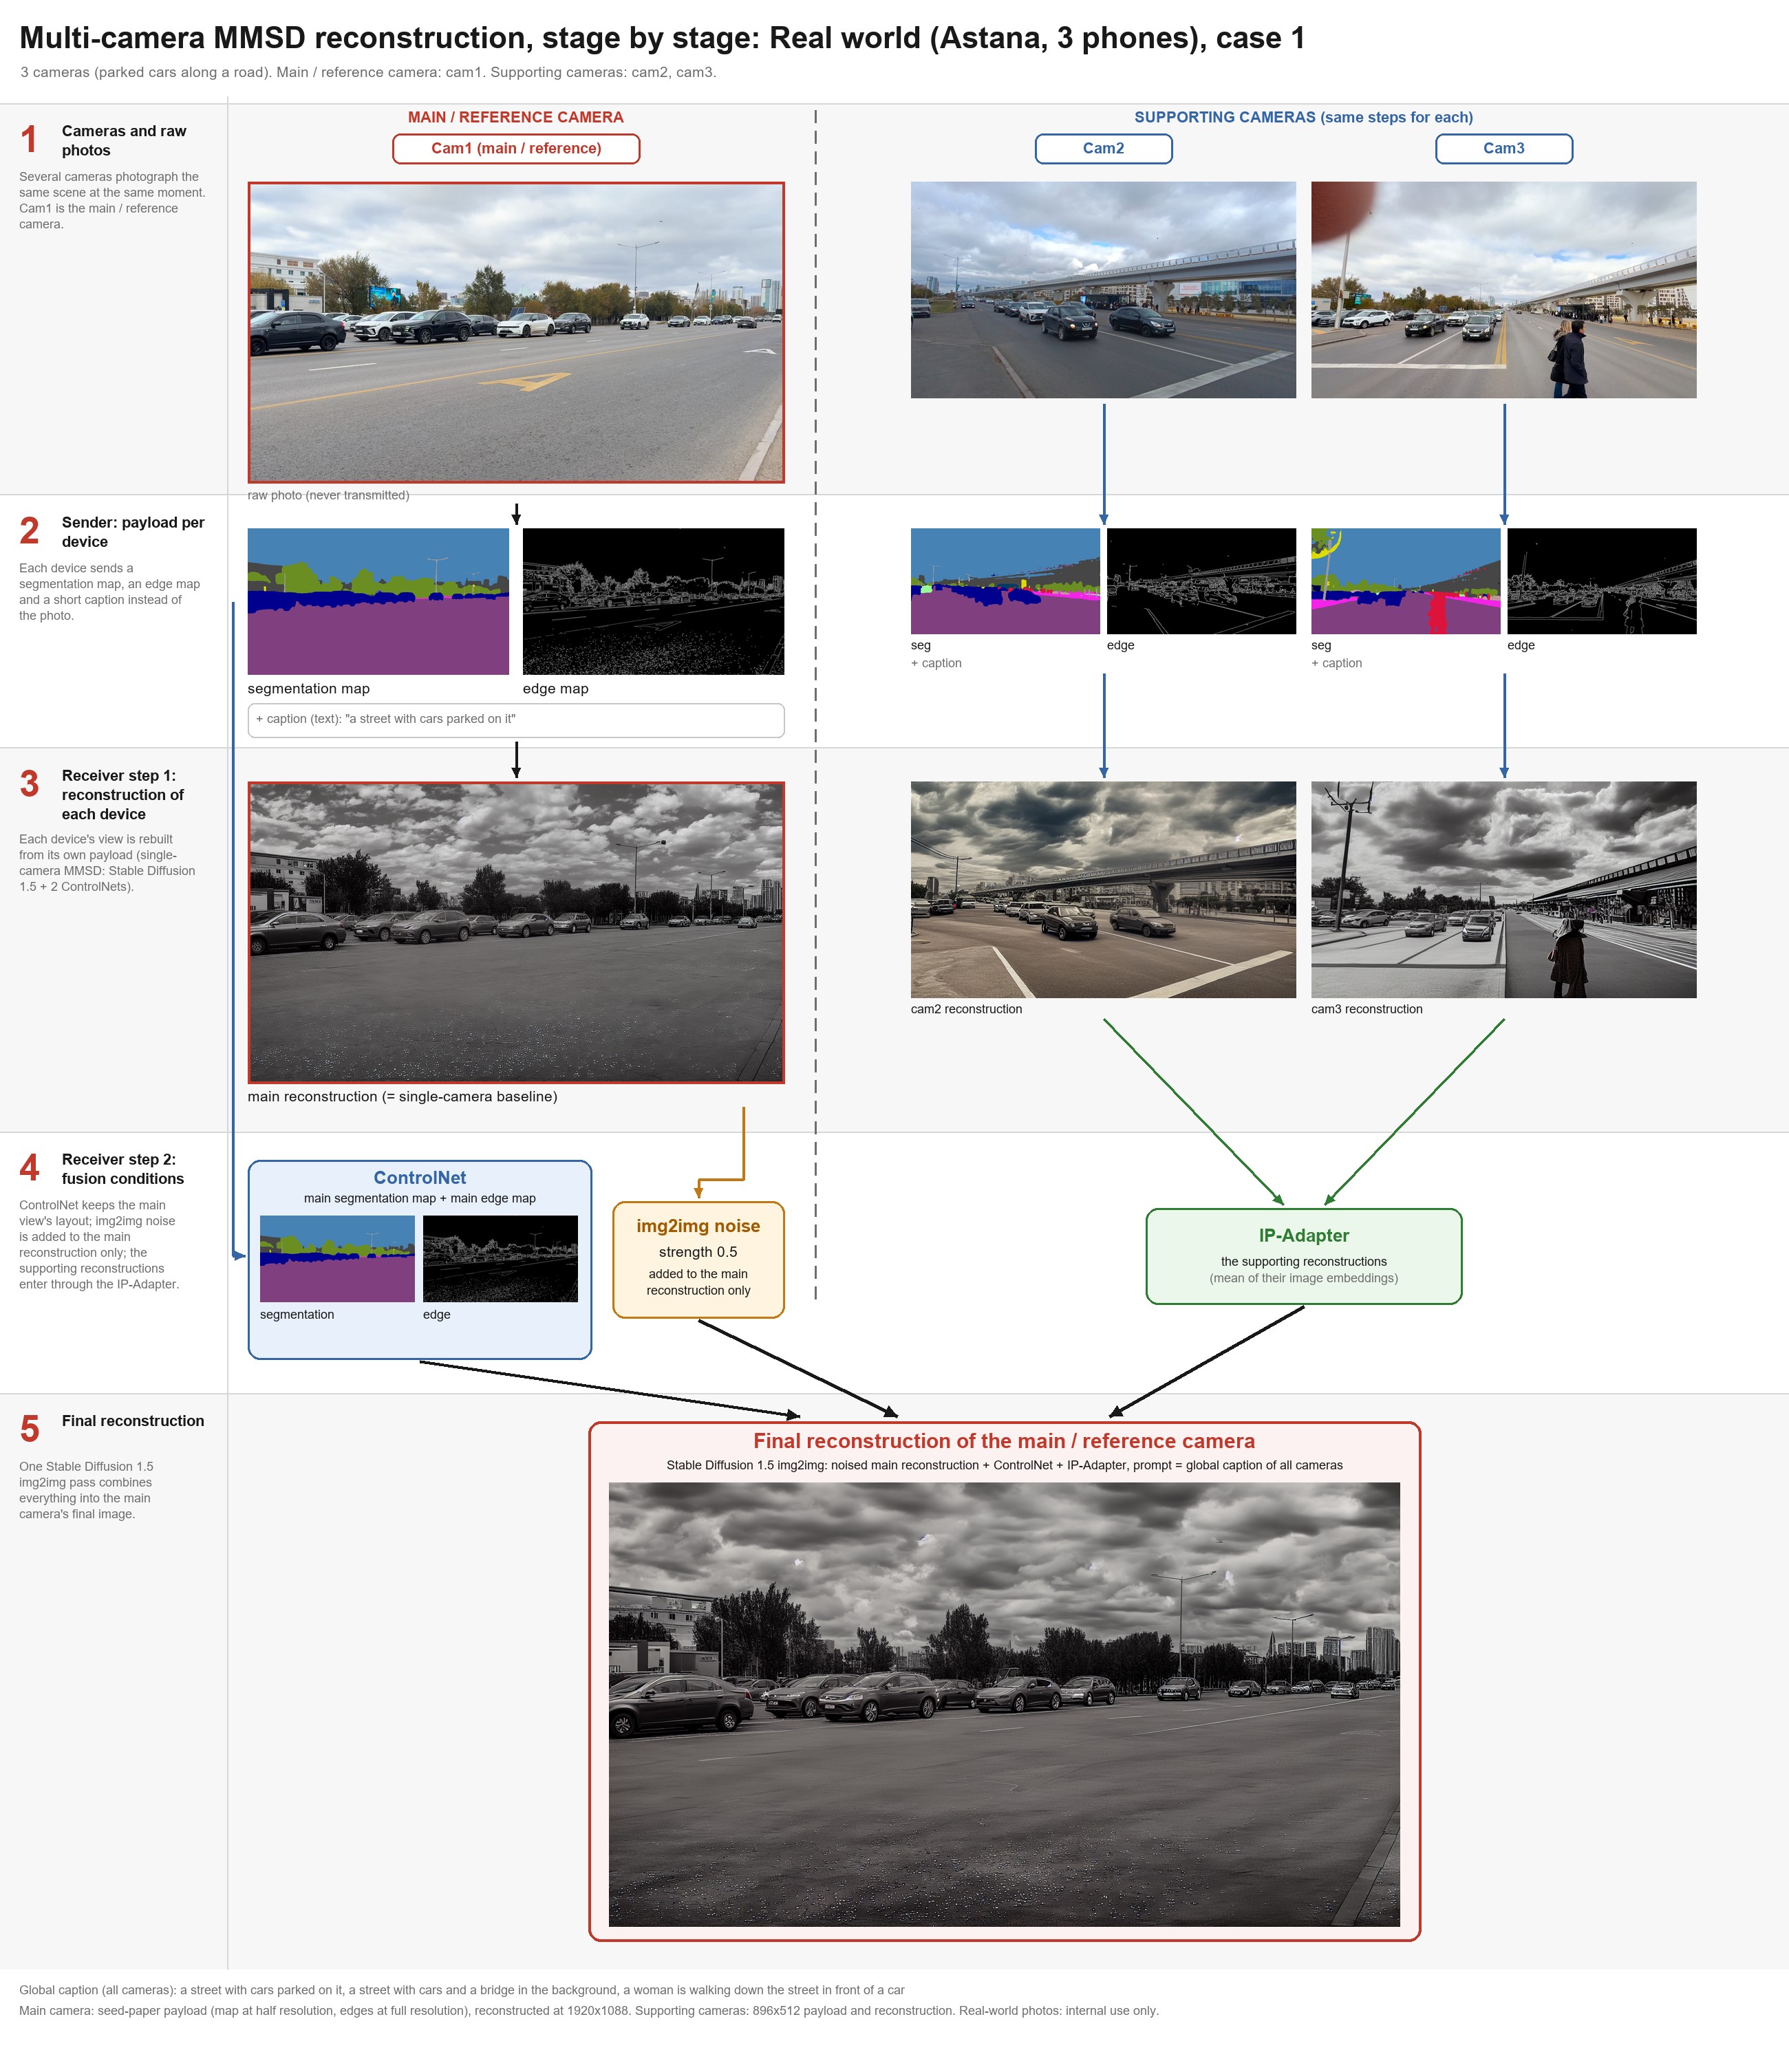 Multi-camera MMSD reconstruction, stage by stage: Real world (Astana, 3 phones), case 1
3 cameras (parked cars along a road). Main / reference camera: cam1. Supporting cameras: cam2, cam3.
1
Cameras and raw
photos
Several cameras photograph the
same scene at the same moment.
Cam1 is the main / reference
camera.
MAIN / REFERENCE CAMERA
Cam1 (main / reference)
raw photo (never transmitted)
SUPPORTING CAMERAS (same steps for each)
Cam2
Cam3
2
Sender: payload per
device
Each device sends a
segmentation map, an edge map
and a short caption instead of
the photo.
segmentation map
edge map
+ caption (text): "a street with cars parked on it"
seg
edge
+ caption
seg
edge
+ caption
3
Receiver step 1:
reconstruction of
each device
Each device's view is rebuilt
from its own payload (single-
camera MMSD: Stable Diffusion
1.5 + 2 ControlNets).
main reconstruction (= single-camera baseline)
cam2 reconstruction
cam3 reconstruction
4
Receiver step 2:
fusion conditions
ControlNet keeps the main
view's layout; img2img noise
is added to the main
reconstruction only; the
supporting reconstructions
enter through the IP-Adapter.
ControlNet
main segmentation map + main edge map
segmentation
edge
img2img noise
strength 0.5
added to the main
reconstruction only
IP-Adapter
the supporting reconstructions
(mean of their image embeddings)
5
Final reconstruction
One Stable Diffusion 1.5
img2img pass combines
everything into the main
camera's final image.
Final reconstruction of the main / reference camera
Stable Diffusion 1.5 img2img: noised main reconstruction + ControlNet + IP-Adapter, prompt = global caption of all cameras
Global caption (all cameras): a street with cars parked on it, a street with cars and a bridge in the background, a woman is walking down the street in front of a car
Main camera: seed-paper payload (map at half resolution, edges at full resolution), reconstructed at 1920x1088. Supporting cameras: 896x512 payload and reconstruction. Real-world photos: internal use only.